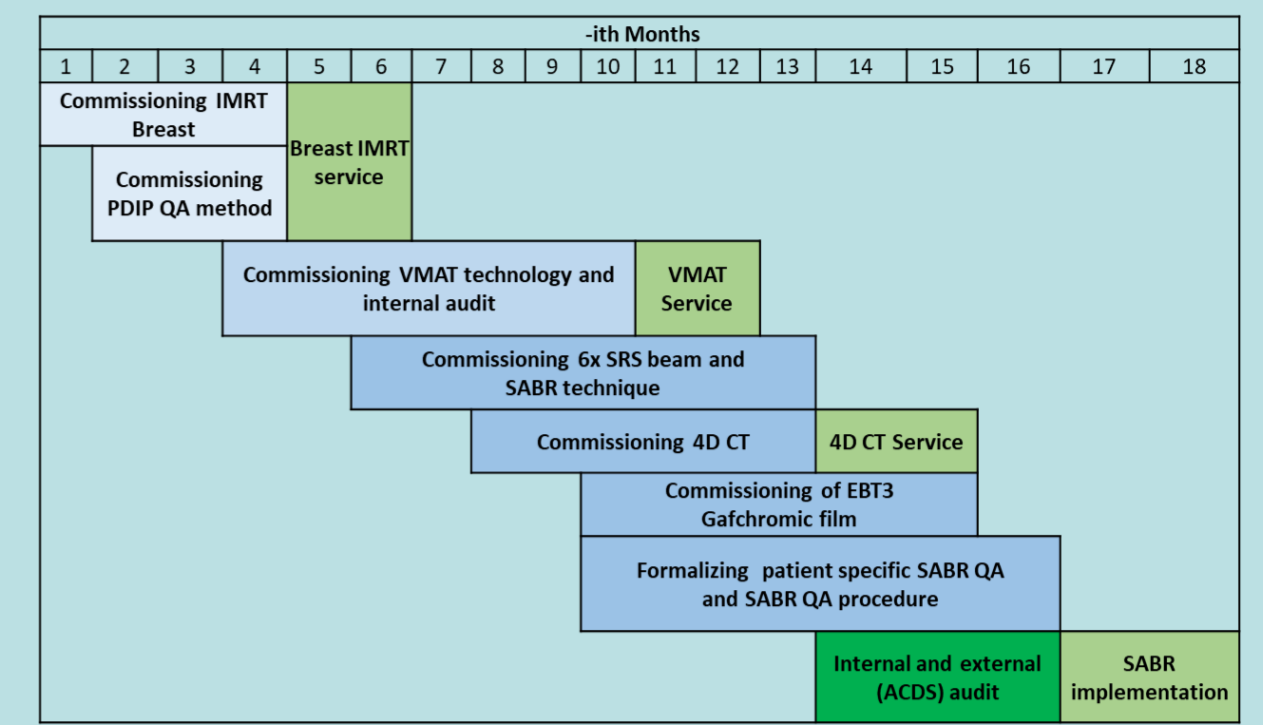 -ith Months
1 2 3 4 5 6 7 8 9 10 11 12 13 14 15 16 17 18
Commissioning IMRT
Breast
Breast IMRT
service
Commissioning
PDIP QA method
Commissioning VMAT technology and
internal audit
VMAT
Service
Commissioning 6x SRS beam and
SABR technique
Commissioning 4D CT
4D CT Service
Commissioning of EBT3
Gafchromic film
Formalizing patient specific SABR QA
and SABR QA procedure
Internal and external
(ACDS) audit
SABR
implementation